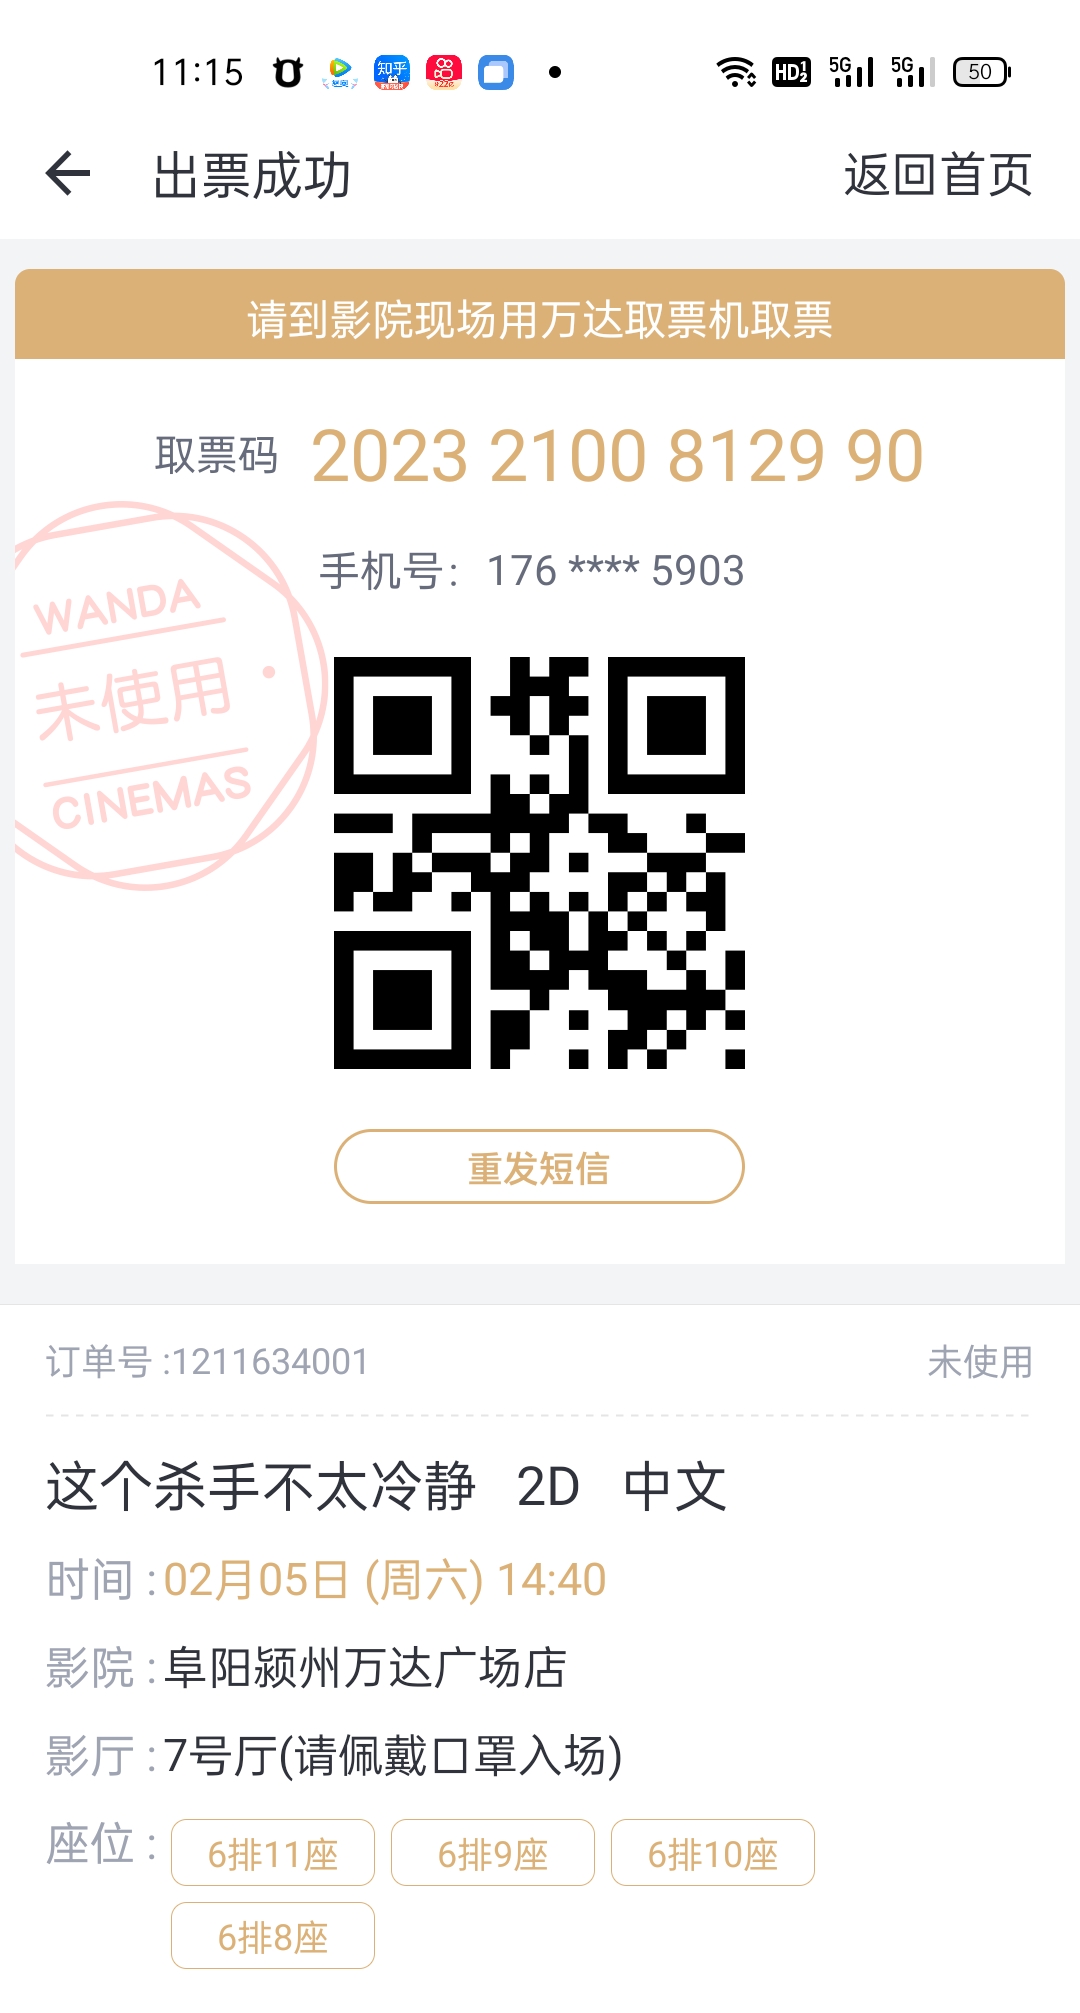 11:15 HD 1 2 5G 5G 50
出票成功 返回首页
请到影院现场用万达取票机取票
取票码 2023 2100 8129 90
手机号： 176 **** 5903
WANDA
未使用
CINEMAS
重发短信
订单号 :1211634001 未使用
这个杀手不太冷静 2D 中文
时间 : 02月05日 (周六) 14:40
影院 : 阜阳颍州万达广场店
影厅 : 7号厅(请佩戴口罩入场)
座位 : 6排11座 6排9座 6排10座
6排8座